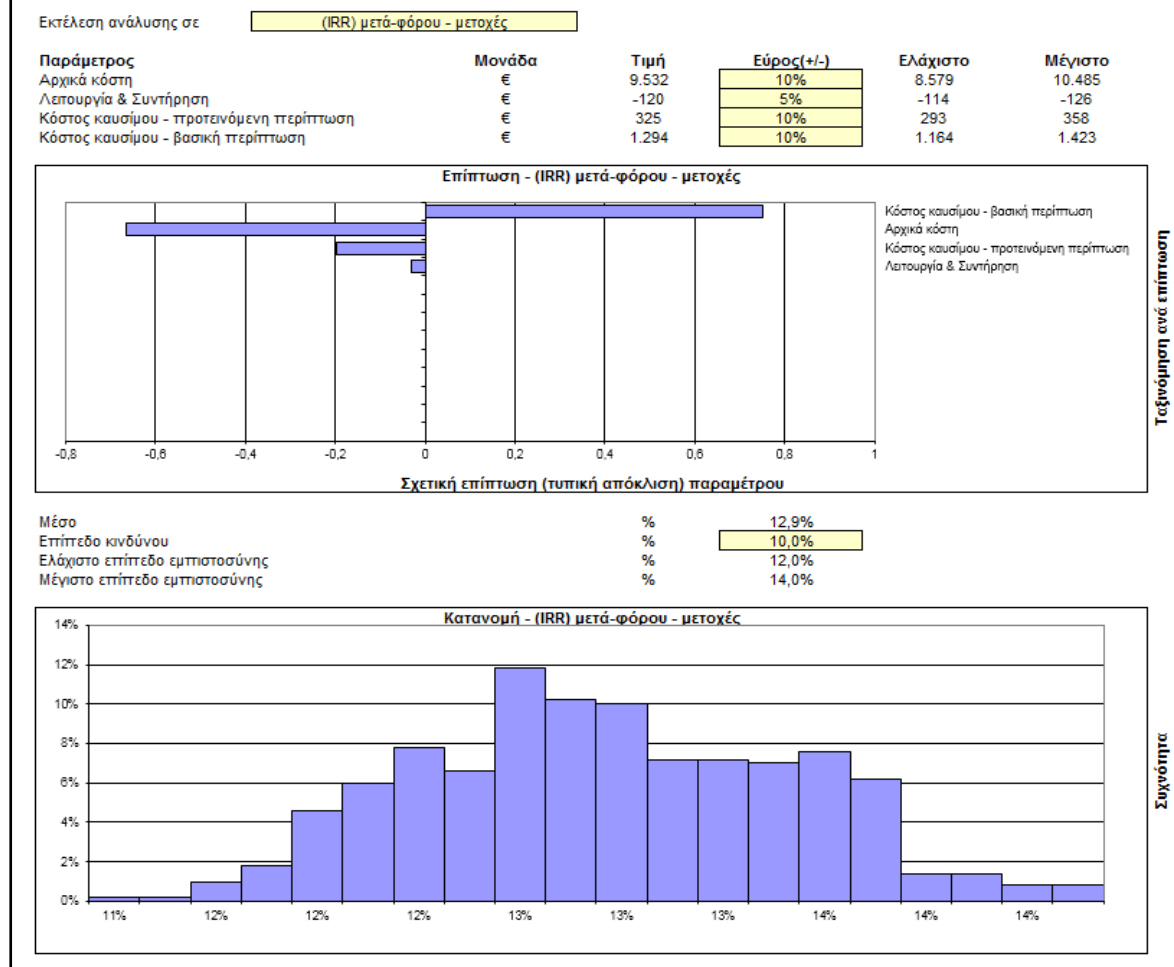 Εκτέλεση ανάλυσης σε (IRR) μετά-φόρου - μετοχές
Παράμετρος Μονάδα Τιμή Εύρος(+/-) Ελάχιστο Μέγιστο
Αρχικά κόστη € 9.532 10% 8.579 10.485
Λειτουργία & Συντήρηση € -120 5% -114 -126
Κόστος καυσίμου - προτεινόμενη περίπτωση € 325 10% 293 358
Κόστος καυσίμου - βασική περίπτωση € 1.294 10% 1.164 1.423
Επίπτωση - (IRR) μετά-φόρου - μετοχές
Κόστος καυσίμου - βασική περίπτωση
Αρχικά κόστη
Κόστος καυσίμου - προτεινόμενη περίπτωση
Λειτουργία & Συντήρηση
Ταξινόμηση ανά επίπτωση
-0,8 -0,6 -0,4 -0,2 0 0,2 0,4 0,6 0,8 1
Σχετική επίπτωση (τυπική απόκλιση) παραμέτρου
Μέσο % 12,9%
Επίπεδο κινδύνου % 10,0%
Ελάχιστο επίπεδο εμπιστοσύνης % 12,0%
Μέγιστο επίπεδο εμπιστοσύνης % 14,0%
Κατανομή - (IRR) μετά-φόρου - μετοχές
14%
12%
10%
8%
6%
4%
2%
0%
11% 12% 12% 12% 13% 13% 13% 14% 14% 14%
Συχνότητα